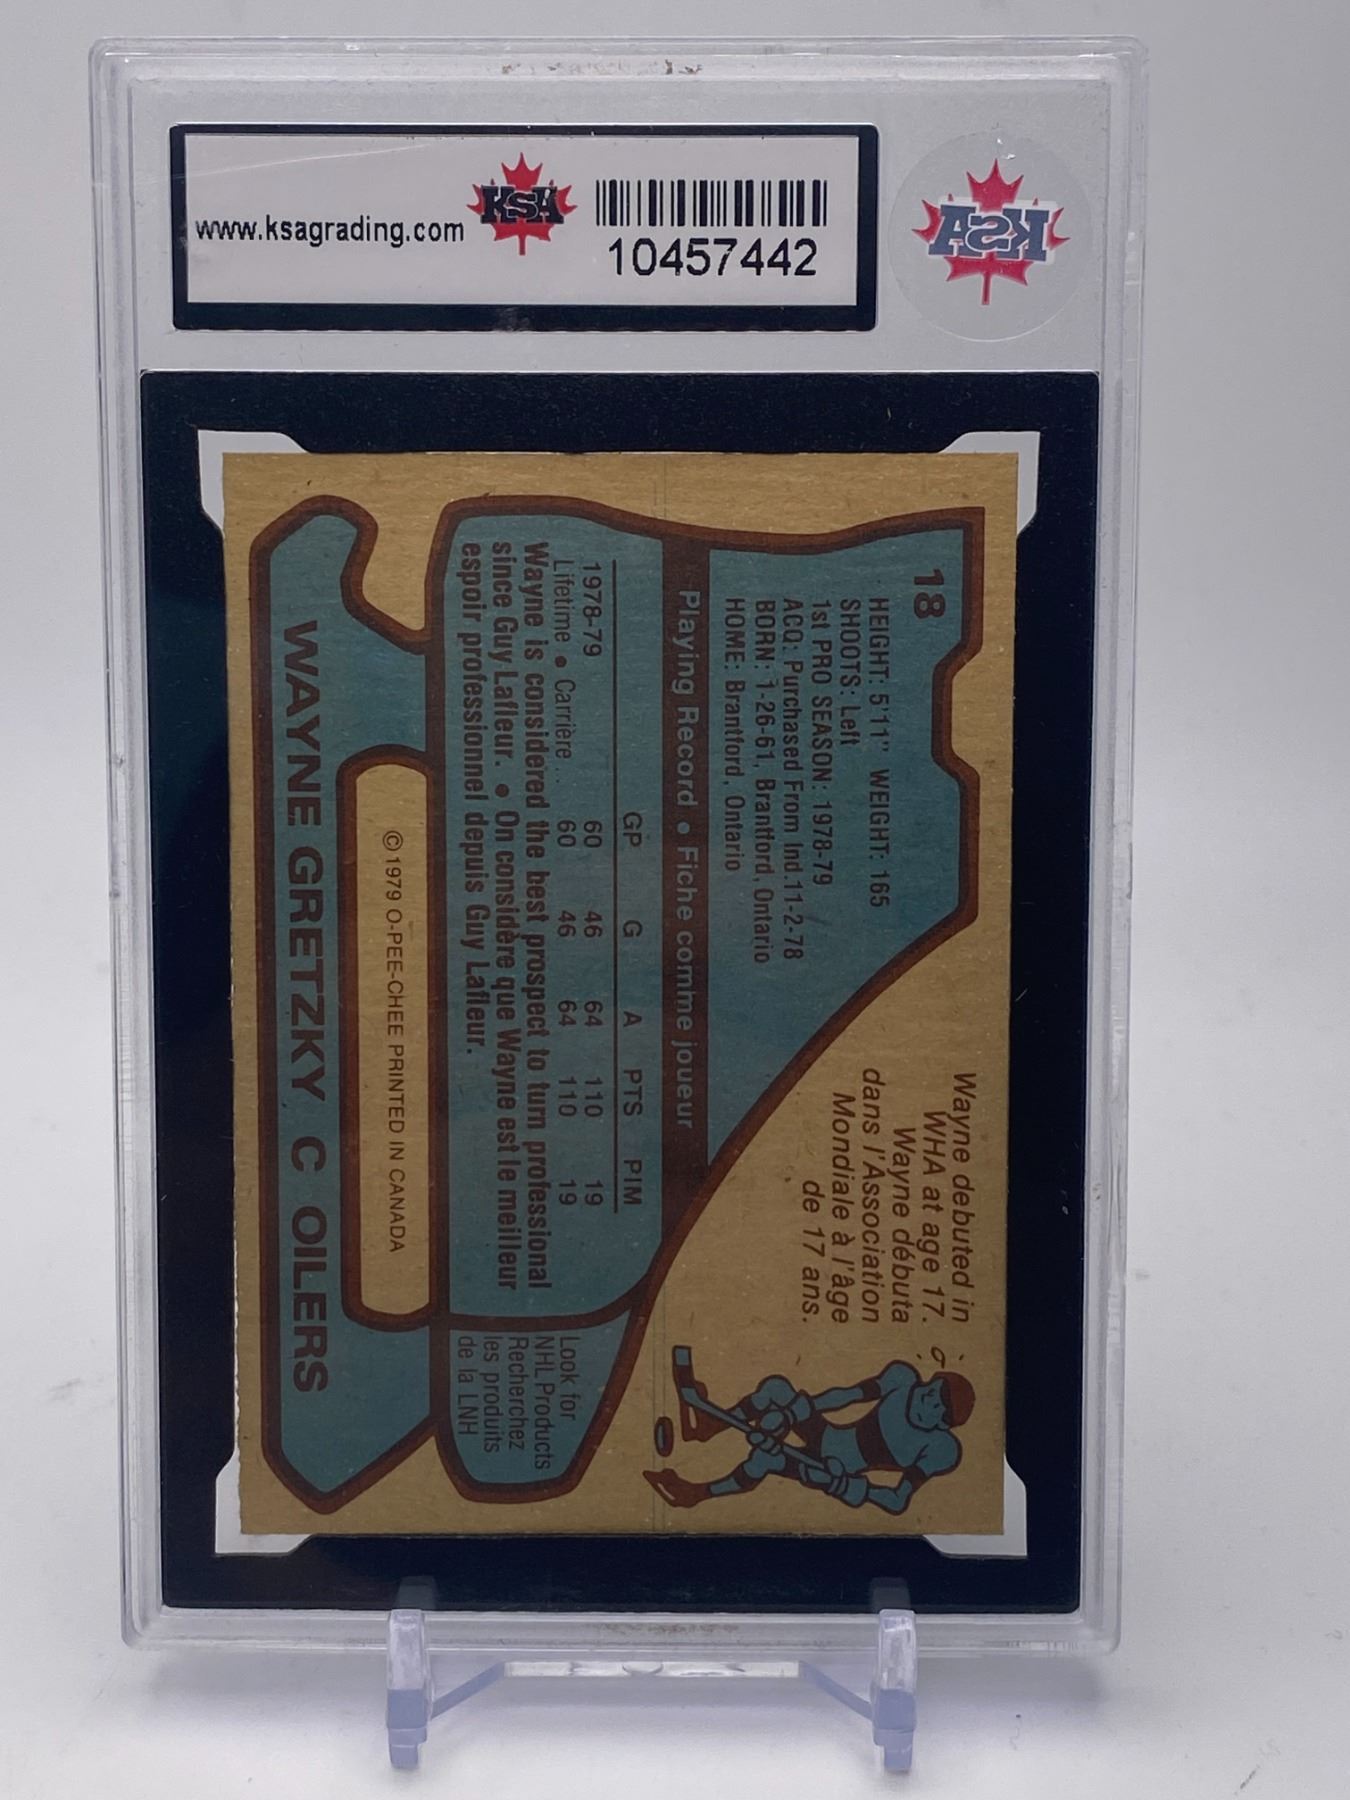 www.ksagrading.com
KSA
10457442
KSA
18
HEIGHT: 5'11" WEIGHT: 165
SHOOTS: Left
1st PRO SEASON: 1978-79
ACQ: Purchased From Ind.11-2-78
BORN: 1-26-61, Brantford, Ontario
HOME: Brantford, Ontario
Wayne debuted in
WHA at age 17.
Wayne débuta
dans l'Association
Mondiale à l'âge
de 17 ans.
Playing Record • Fiche comme joueur
GP G A PTS PIM
1978-79 60 46 64 110 19
Lifetime • Carrière.. 60 46 64 110 19
Wayne is considered the best prospect to turn professional
since Guy Lafleur. • On considère que Wayne est le meilleur
espoir professionnel depuis Guy Lafleur.
Look for
NHL Products
Recherchez
les produits
de la LNH
©1979 O-PEE-CHEE PRINTED IN CANADA
WAYNE GRETZKY C OILERS